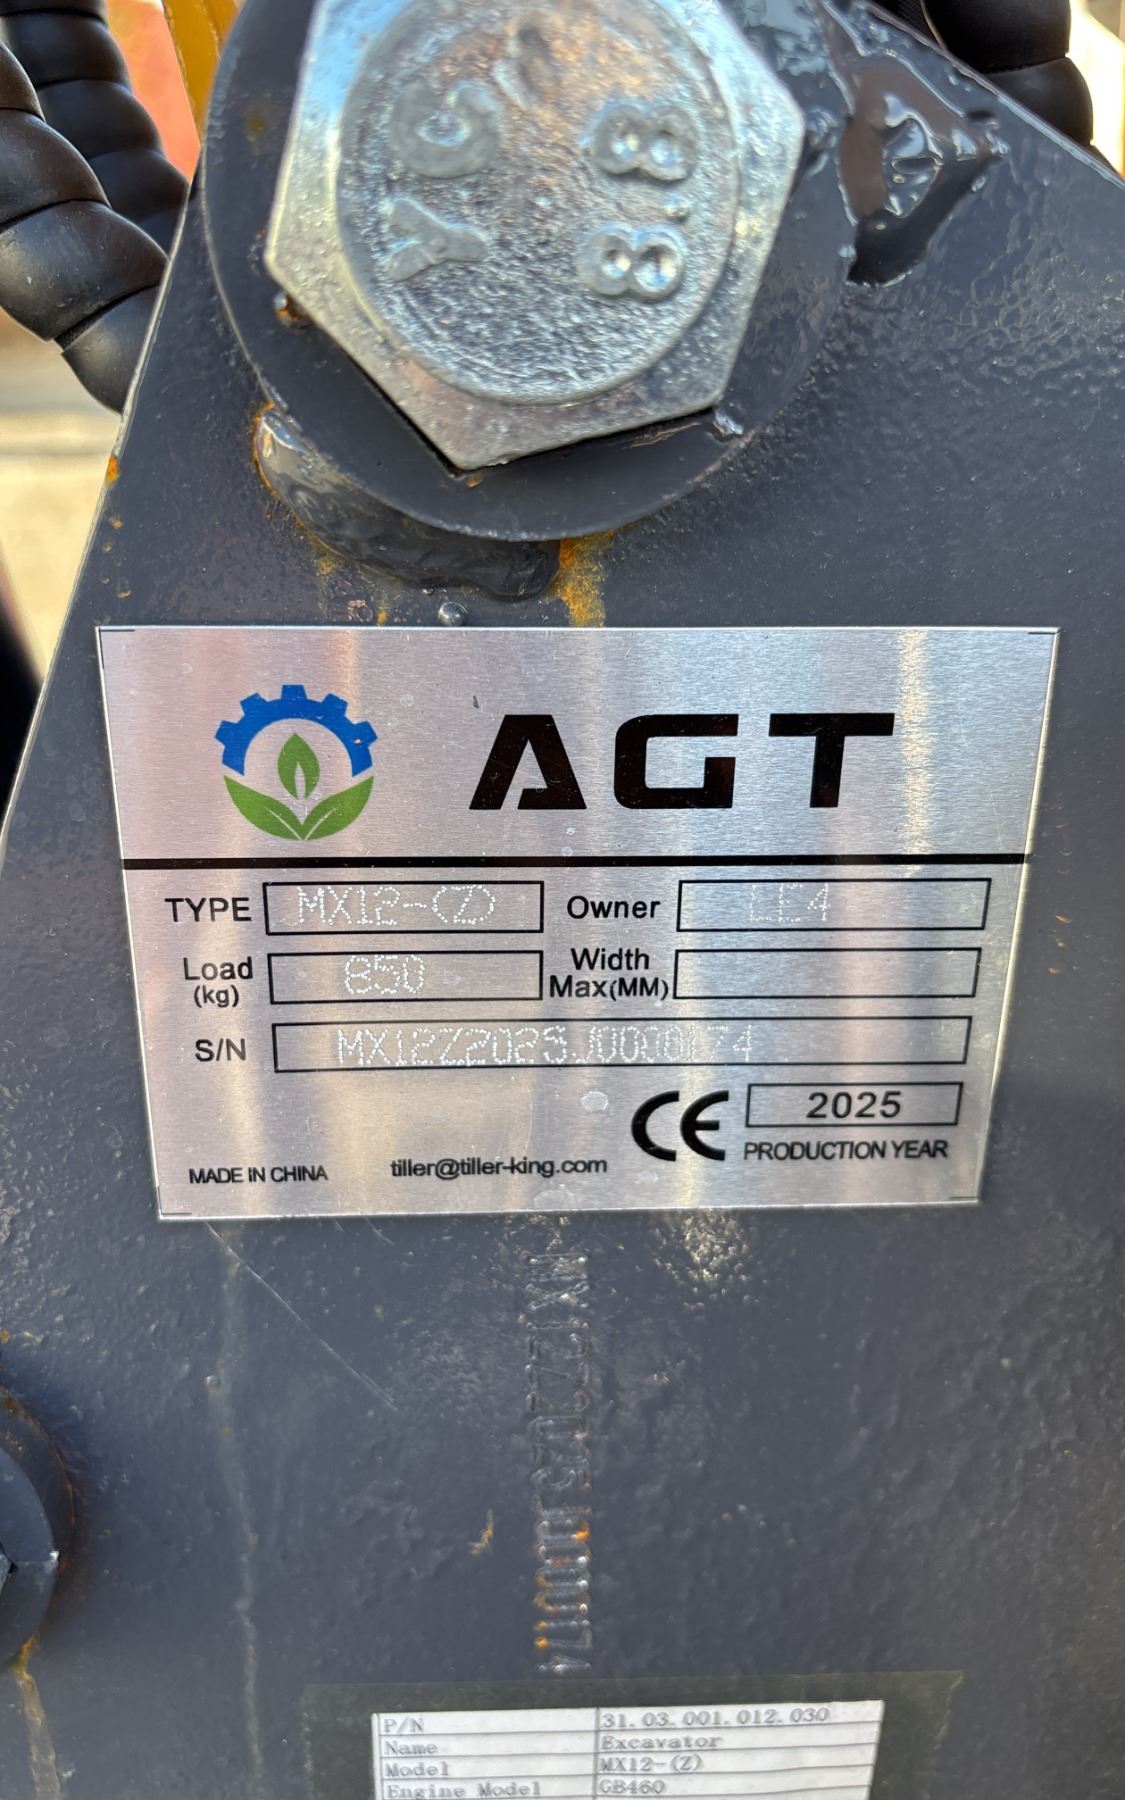 YG
8.8
AGT
TYPE MX12-(Z) Owner LE4
Load (kg) 850 Width Max(MM)
S/N
CE 2025
PRODUCTION YEAR
MADE IN CHINA tiller@tiller-king.com
P/N 31.03.001.012.030
Name Excavator
Model MX12-(Z)
Engine Model GB460